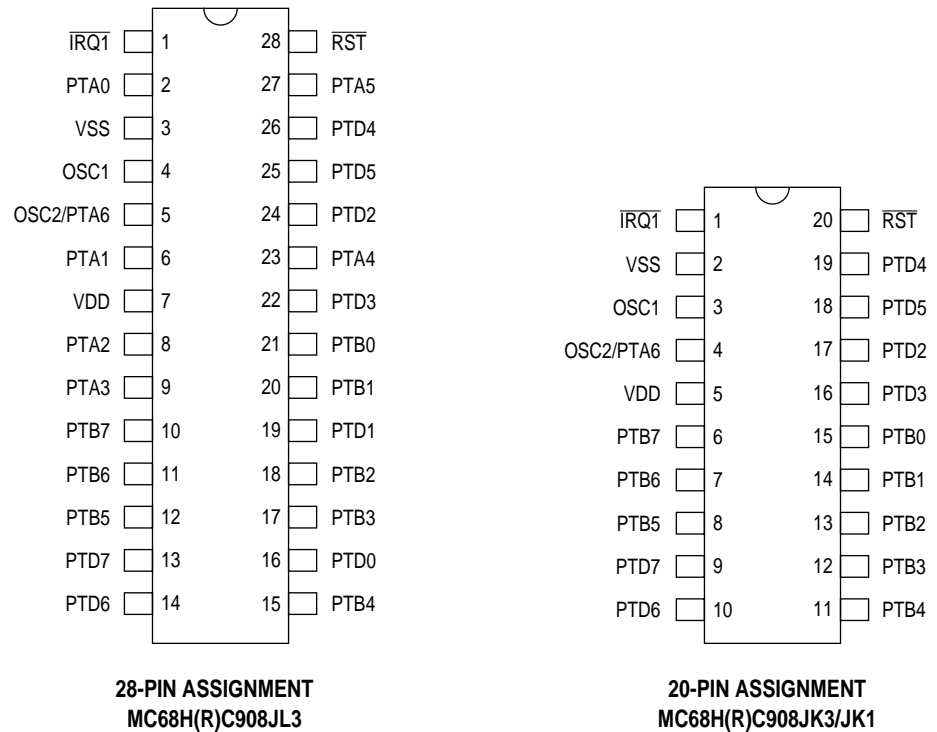 IRQ1 1 28 RST
PTA0 2 27 PTA5
VSS 3 26 PTD4
OSC1 4 25 PTD5
OSC2/PTA6 5 24 PTD2
PTA1 6 23 PTA4
VDD 7 22 PTD3
PTA2 8 21 PTB0
PTA3 9 20 PTB1
PTB7 10 19 PTD1
PTB6 11 18 PTB2
PTB5 12 17 PTB3
PTD7 13 16 PTD0
PTD6 14 15 PTB4
28-PIN ASSIGNMENT
MC68H(R)C908JL3
IRQ1 1 20 RST
VSS 2 19 PTD4
OSC1 3 18 PTD5
OSC2/PTA6 4 17 PTD2
VDD 5 16 PTD3
PTB7 6 15 PTB0
PTB6 7 14 PTB1
PTB5 8 13 PTB2
PTD7 9 12 PTB3
PTD6 10 11 PTB4
20-PIN ASSIGNMENT
MC68H(R)C908JK3/JK1